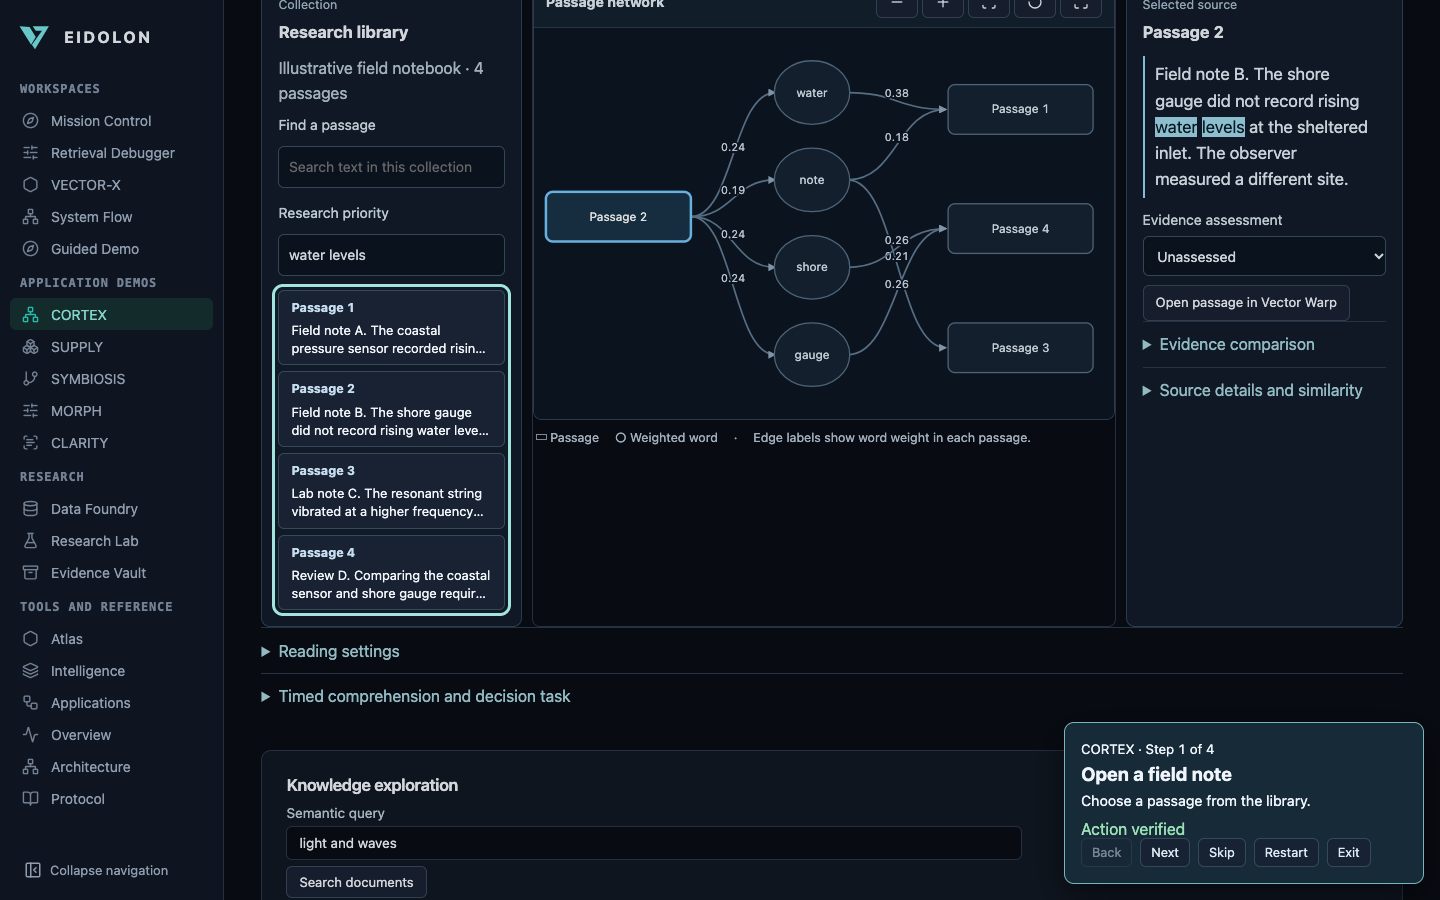 EIDOLON
WORKSPACES
Mission Control
Retrieval Debugger
VECTOR-X
System Flow
Guided Demo
APPLICATION DEMOS
CORTEX
SUPPLY
SYMBIOSIS
MORPH
CLARITY
RESEARCH
Data Foundry
Research Lab
Evidence Vault
TOOLS AND REFERENCE
Atlas
Intelligence
Applications
Overview
Architecture
Protocol
Collapse navigation
Collection
Research library
Illustrative field notebook · 4
passages
Find a passage
Search text in this collection
Research priority
water levels
Passage 1
Field note A. The coastal
pressure sensor recorded risin...
Passage 2
Field note B. The shore gauge
did not record rising water leve...
Passage 3
Lab note C. The resonant string
vibrated at a higher frequency...
Passage 4
Review D. Comparing the coastal
sensor and shore gauge requir...
Passage network
Passage 2
0.24
0.19
0.24
0.24
water
note
shore
gauge
0.38
0.18
0.26
0.21
0.26
Passage 1
Passage 4
Passage 3
Passage
Weighted word
·
Edge labels show word weight in each passage.
Selected source
Passage 2
Field note B. The shore
gauge did not record rising
water levels at the sheltered
inlet. The observer
measured a different site.
Evidence assessment
Unassessed
Open passage in Vector Warp
Evidence comparison
Source details and similarity
Reading settings
Timed comprehension and decision task
Knowledge exploration
Semantic query
light and waves
Search documents
CORTEX · Step 1 of 4
Open a field note
Choose a passage from the library.
Action verified
Back Next Skip Restart Exit